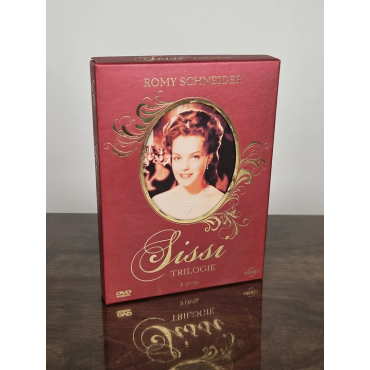 ROMY SCHNEIDER
Sissi
TRILOGIE
DVD